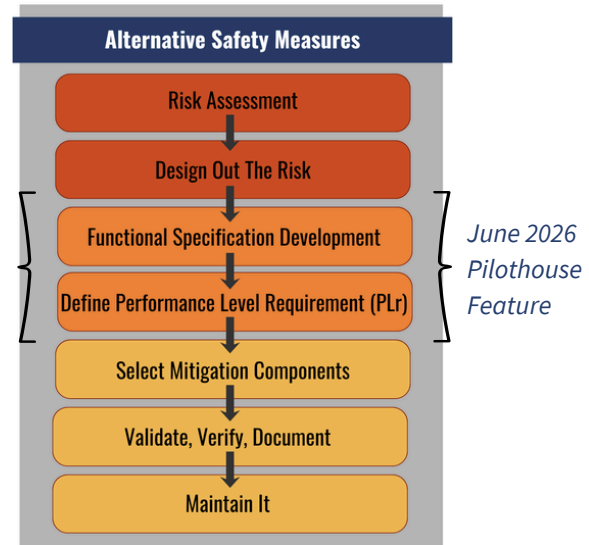 Alternative Safety Measures
Risk Assessment
Design Out The Risk
Functional Specification Development
Define Performance Level Requirement (PLr)
Select Mitigation Components
Validate, Verify, Document
Maintain It
June 2026
Pilothouse
Feature